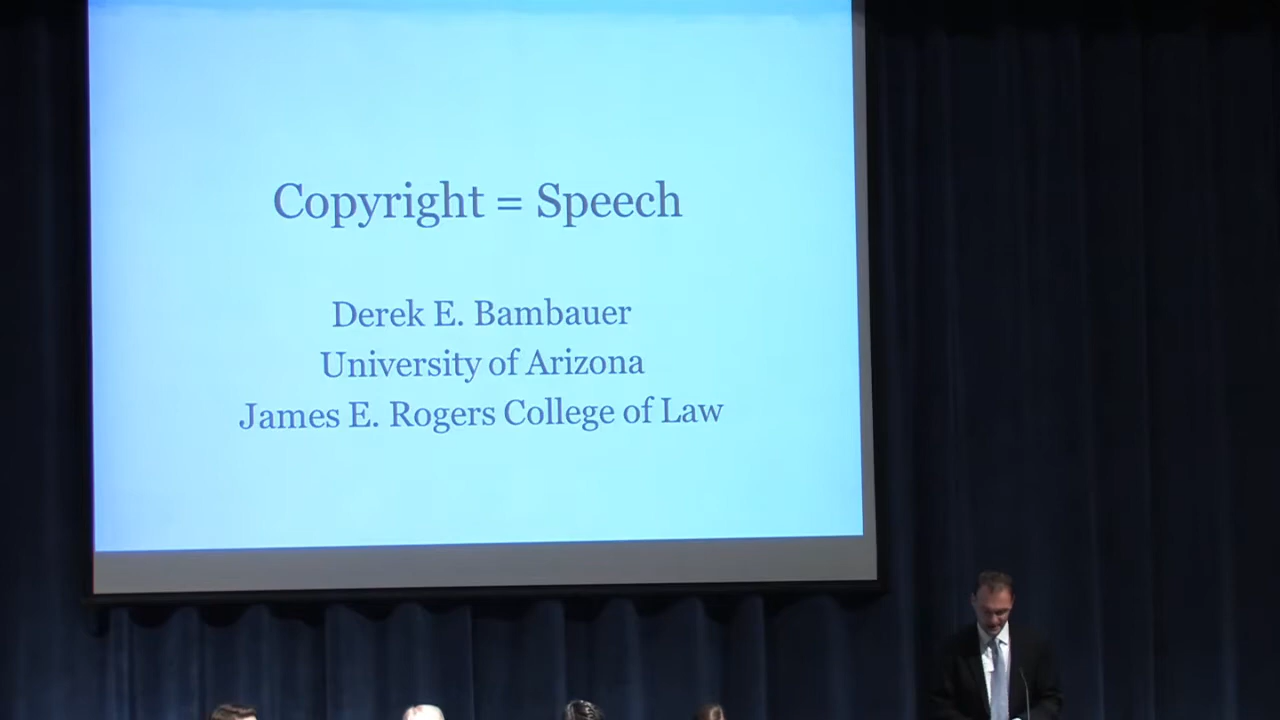 Copyright = Speech
Derek E. Bambauer
University of Arizona
James E. Rogers College of Law